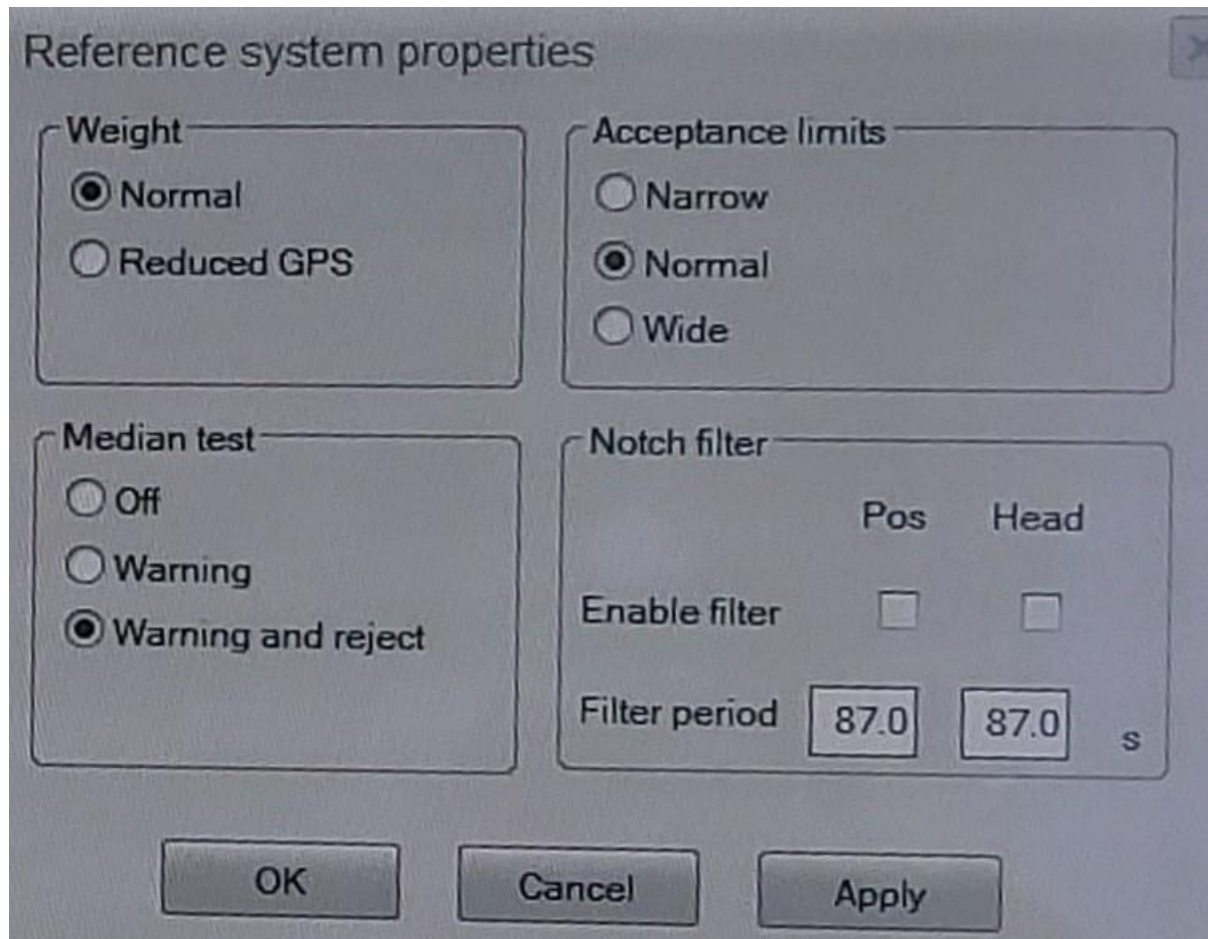 Reference system properties
Weight
Normal
Reduced GPS
Acceptance limits
Narrow
Normal
Wide
Median test
Off
Warning
Warning and reject
Notch filter
Pos Head
Enable filter
Filter period 87.0 87.0 s
OK Cancel Apply